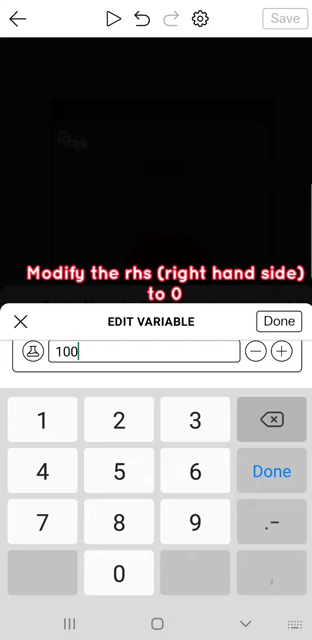 Save
Modify the rhs (right hand side)
to 0
EDIT VARIABLE
Done
100
1
2
3
4
5
6
Done
7
8
9
.-
0
,